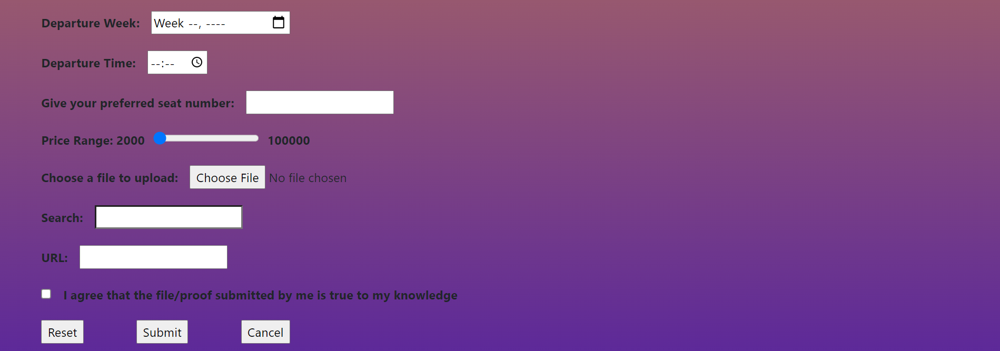 Departure Week: Week --, ----
Departure Time: --:--
Give your preferred seat number:
Price Range: 2000 100000
Choose a file to upload: Choose File No file chosen
Search:
URL:
I agree that the file/proof submitted by me is true to my knowledge
Reset Submit Cancel